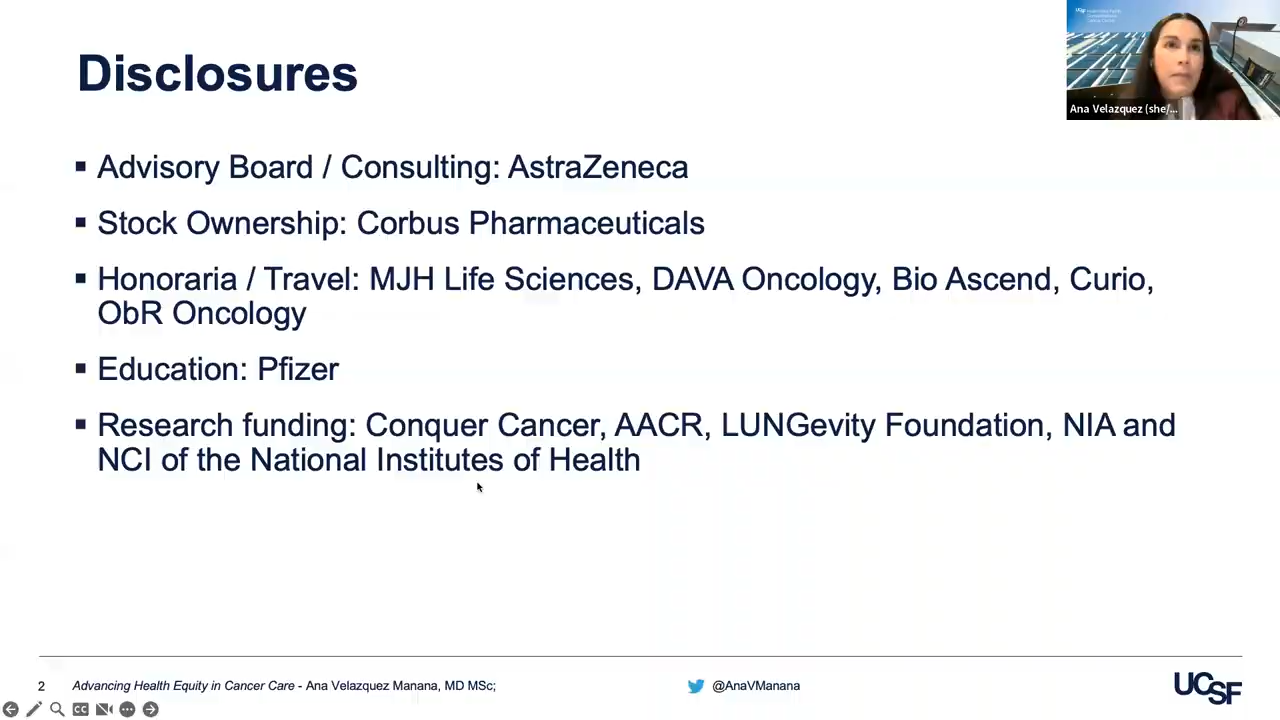 Disclosures
UCSF
Ana Velazquez (she/...
▪ Advisory Board / Consulting: AstraZeneca
▪ Stock Ownership: Corbus Pharmaceuticals
▪ Honoraria / Travel: MJH Life Sciences, DAVA Oncology, Bio Ascend, Curio,
ObR Oncology
▪ Education: Pfizer
▪ Research funding: Conquer Cancer, AACR, LUNGevity Foundation, NIA and
NCI of the National Institutes of Health
2 Advancing Health Equity in Cancer Care - Ana Velazquez Manana, MD MSc;
@AnaVManana
UCSF
CC